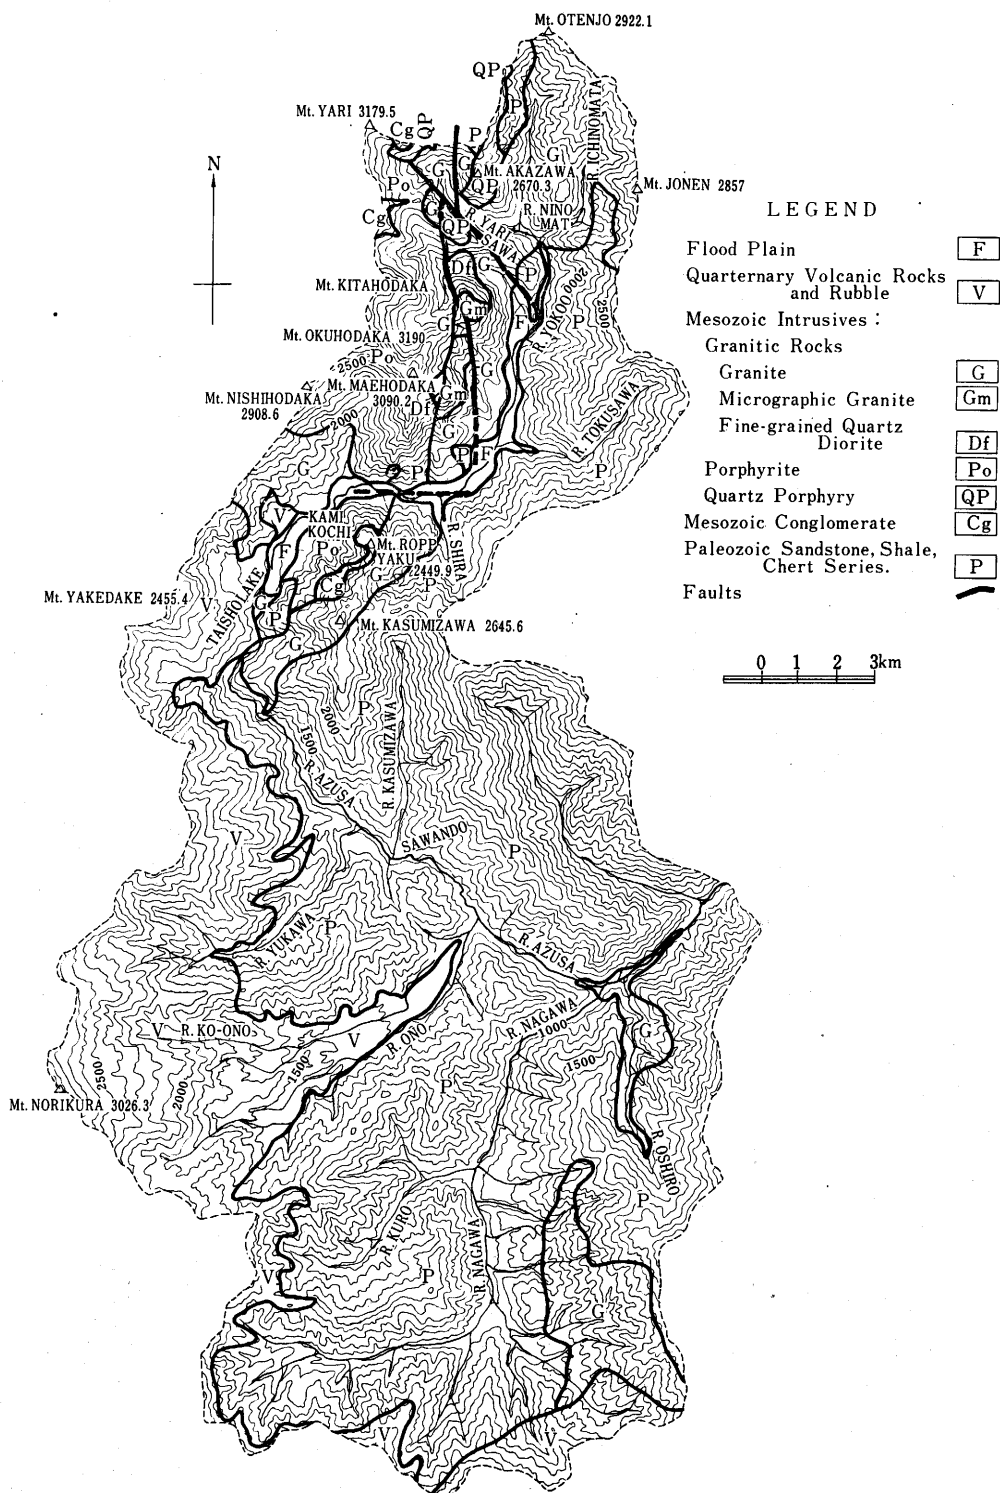 Mt. OTENJO 2922.1
QP
P
R. ICHINOMATA
Mt. YARI 3179.5
Cg
QP
P
N
G
G
G
Mt. AKAZAWA
2670.3
Mt. JONEN 2857
Po
QP
Cg
G
R. NINO
MAT
R. YARI
SAWA
QP
LEGEND
Flood Plain F
Quarternary Volcanic Rocks
and Rubble V
Mesozoic Intrusives :
Granitic Rocks
Granite G
Micrographic Granite Gm
Fine-grained Quartz
Diorite Df
Porphyrite Po
Quartz Porphyry QP
Mesozoic Conglomerate Cg
Paleozoic Sandstone, Shale,
Chert Series. P
Faults
0 1 2 3km
Df
G
P
2000
2500
Mt. KITAHODAKA
Gm
F
R. YOKOO
P
G
Mt. OKUHODAKA 3190
Po
2500
G
Mt. MAEHODAKA
3090.2
Gm
Mt. NISHIHODAKA
2908.6
2000
Df
G
R. TOKUSAWA
P
F
P
G
P
V
KAMI
KOCHI
F
Po
Mt. ROPP
YAKU
2449.9
R. SHIRA
P
G
Cg
TAISHO LAKE
Mt. YAKEDAKE 2455.4
V
G
P
Mt. KASUMIZAWA 2645.6
G
2000
P
1500
R. AZUSA
R. KASUMIZAWA
V
SAWANDO
P
R. YUKAWA
P
R. AZUSA
V
R. KO-ONO
V
R. ONO
R. NAGAWA
1000
G
2500
1500
1500
2000
P
Mt. NORIKURA 3026.3
R. OSHIRO
P
R. KURO
R. NAGAWA
V
P
G
V
V